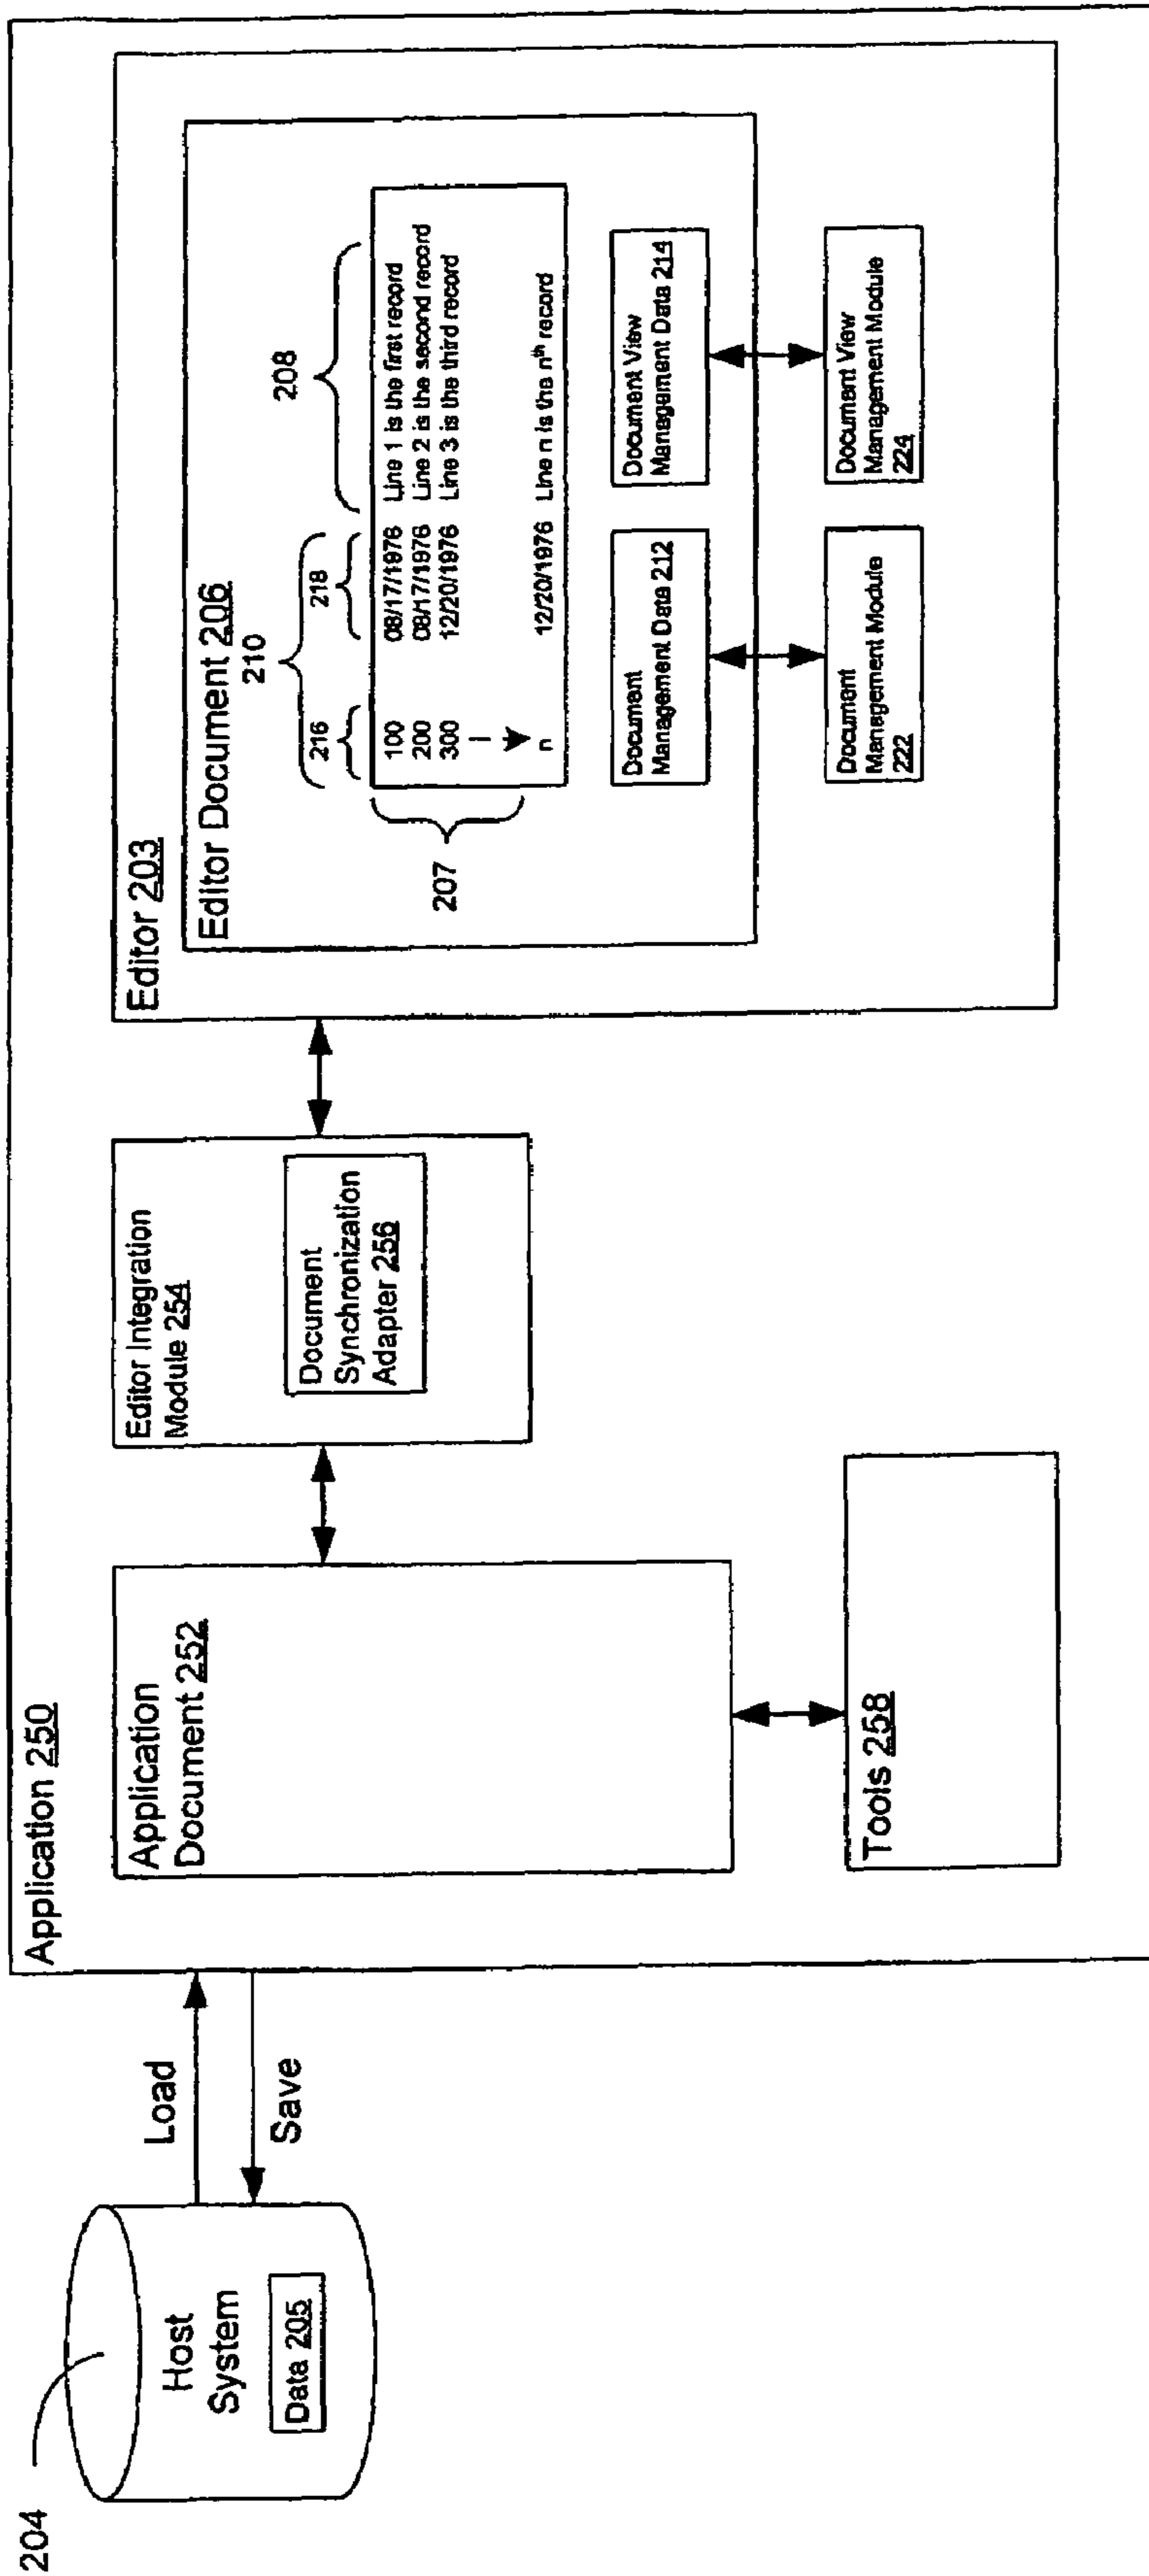 204
Host
System
Data 205
Load
Save
Application 250
Application
Document 252
Tools 258
Editor Integration
Module 254
Document
Synchronization
Adapter 256
Editor 203
Editor Document 206
210
216
218
208
207
100 08/17/1976 Line 1 is the first record
200 08/17/1976 Line 2 is the second record
300 12/20/1976 Line 3 is the third record
n 12/20/1976 Line n is the nth record
Document
Management Data 212
Document View
Management Data 214
Document
Management Module
222
Document View
Management Module
224